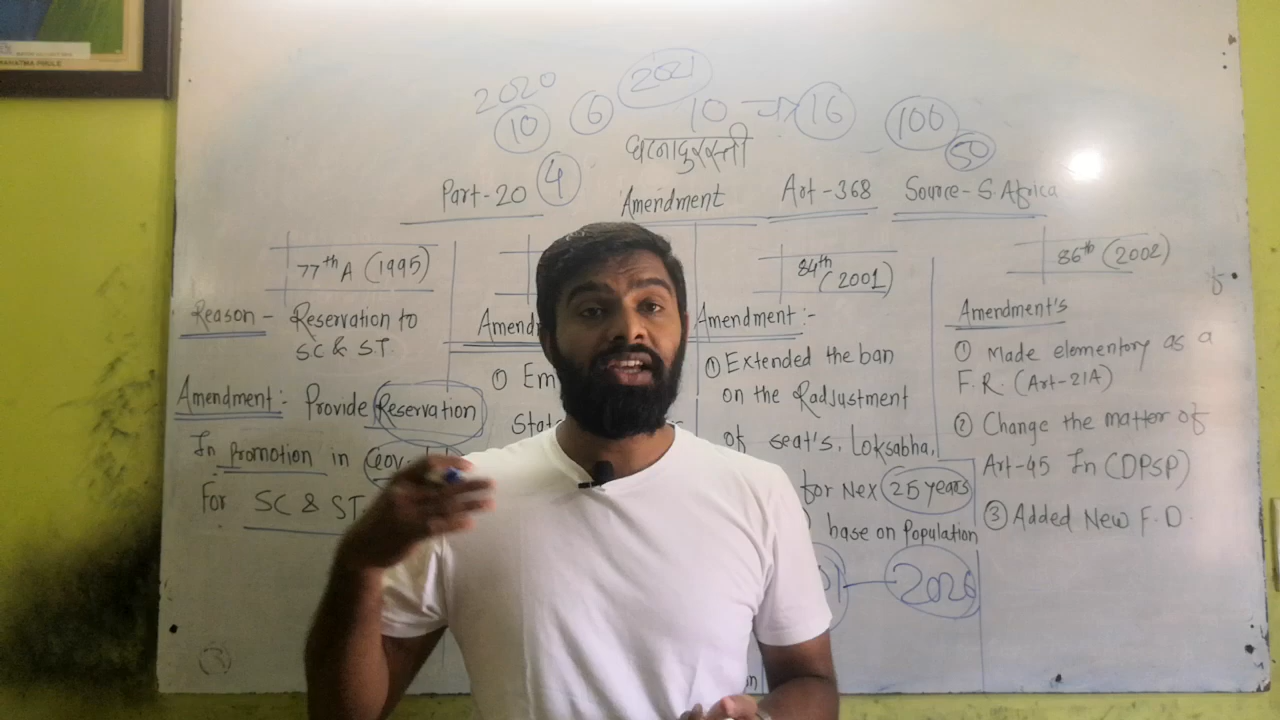 MAHATMA PHULE
2020
10
6
2021
10
16
100
50
घटनादुरुस्ती
Part-20
4
Amendment
Art-368
Source- S. Africa
77th A (1995)
Reason - Reservation to
SC & ST.
Amendment:- Provide Reservation
In Promotion in Gov.
For SC & ST
Amend
① Em
Stat
84th
(2001)
Amendment:-
① Extended the ban
on the Radjustment
of seat's, Loksabha,
for Nex 25 years
base on Population
2026
86th (2002)
Amendment's
① Made elementory as a
F.R. (Art-21A)
② Change the matter of
Art-45 In (DPSP)
③ Added New F.D.
③